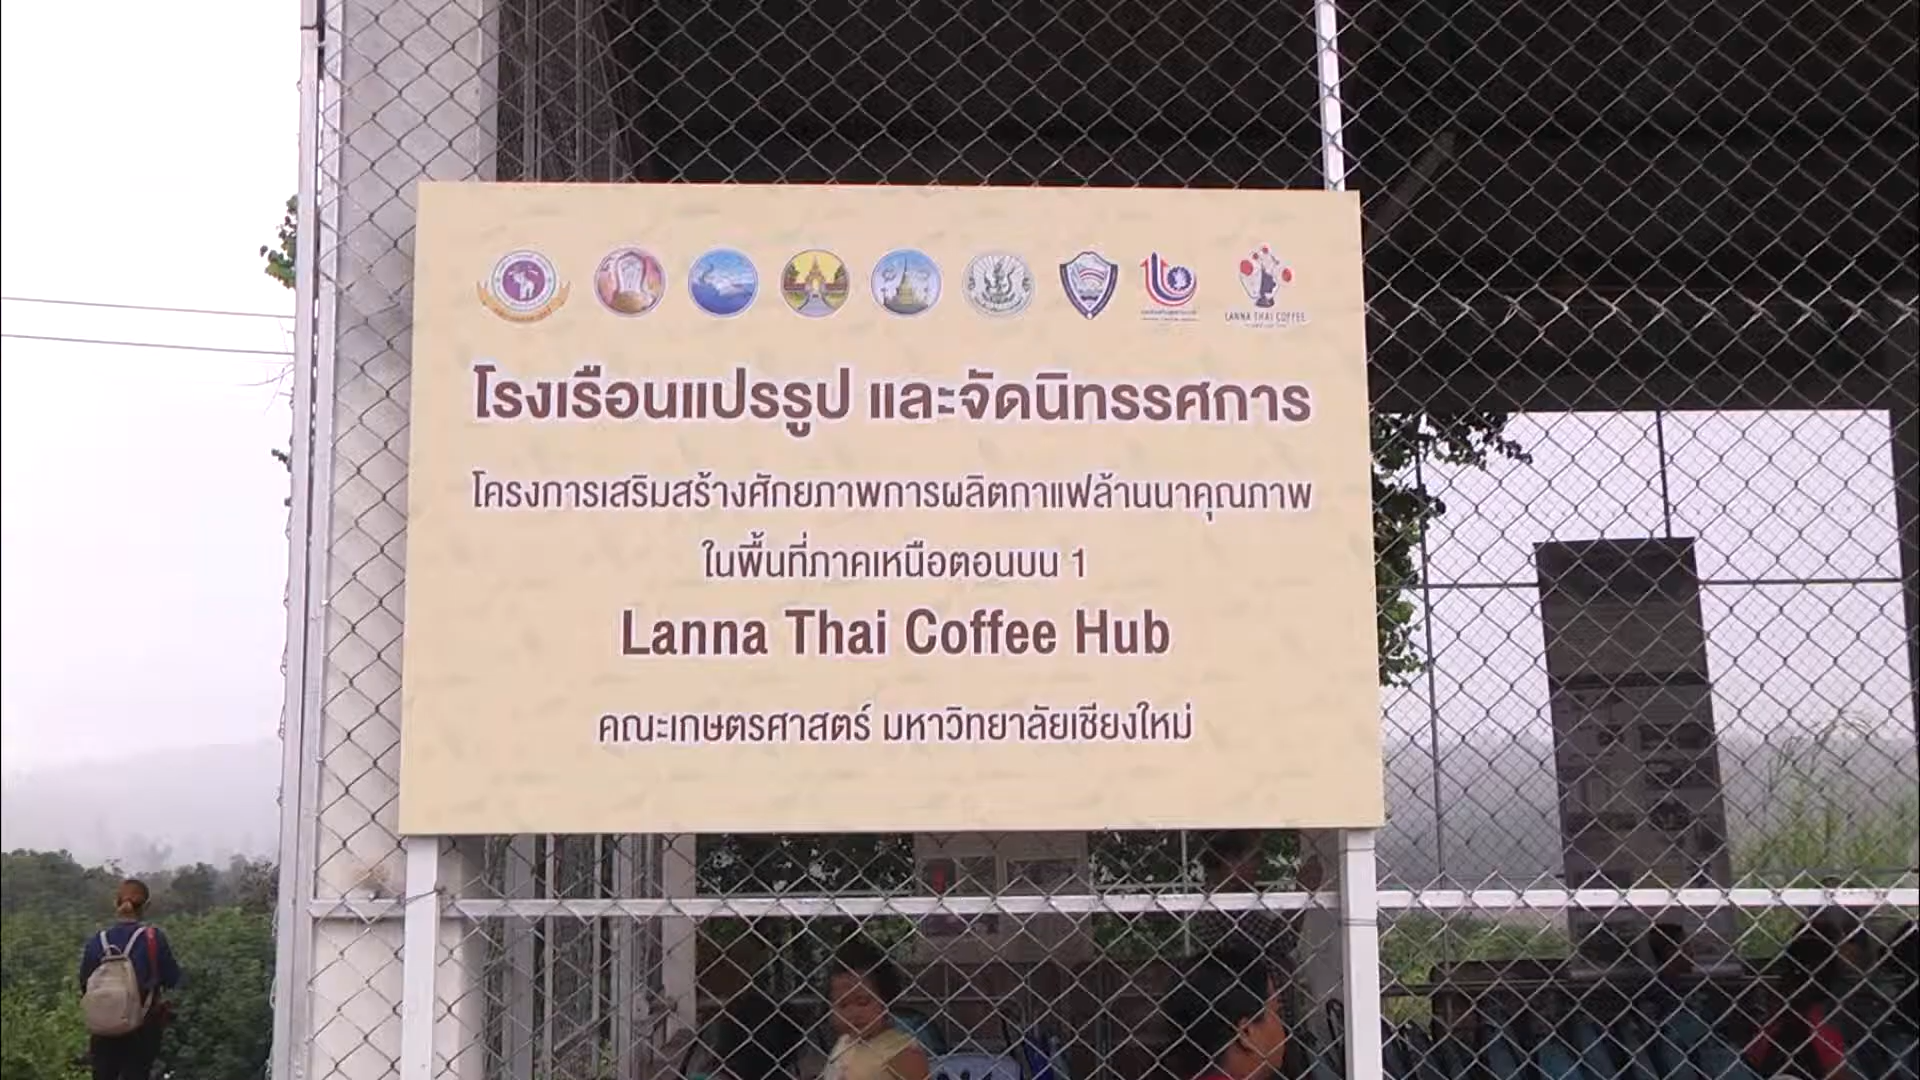 LANNA THAI COFFEE
โรงเรือนแปรรูป และจัดนิทรรศการ
โครงการเสริมสร้างศักยภาพการผลิตกาแฟล้านนาคุณภาพ
ในพื้นที่ภาคเหนือตอนบน 1
Lanna Thai Coffee Hub
คณะเกษตรศาสตร์ มหาวิทยาลัยเชียงใหม่